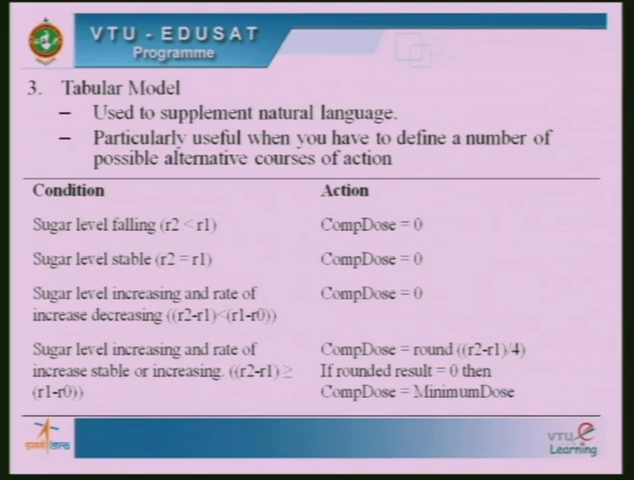 VTU - EDUSAT
Programme
3. Tabular Model
– Used to supplement natural language.
– Particularly useful when you have to define a number of
possible alternative courses of action
Condition Action
Sugar level falling (r2 < r1) CompDose = 0
Sugar level stable (r2 = r1) CompDose = 0
Sugar level increasing and rate of CompDose = 0
increase decreasing ((r2-r1)<(r1-r0))
Sugar level increasing and rate of CompDose = round ((r2-r1)/4)
increase stable or increasing. ((r2-r1) ≥ If rounded result = 0 then
(r1-r0)) CompDose = MinimumDose
VTU e
Learning